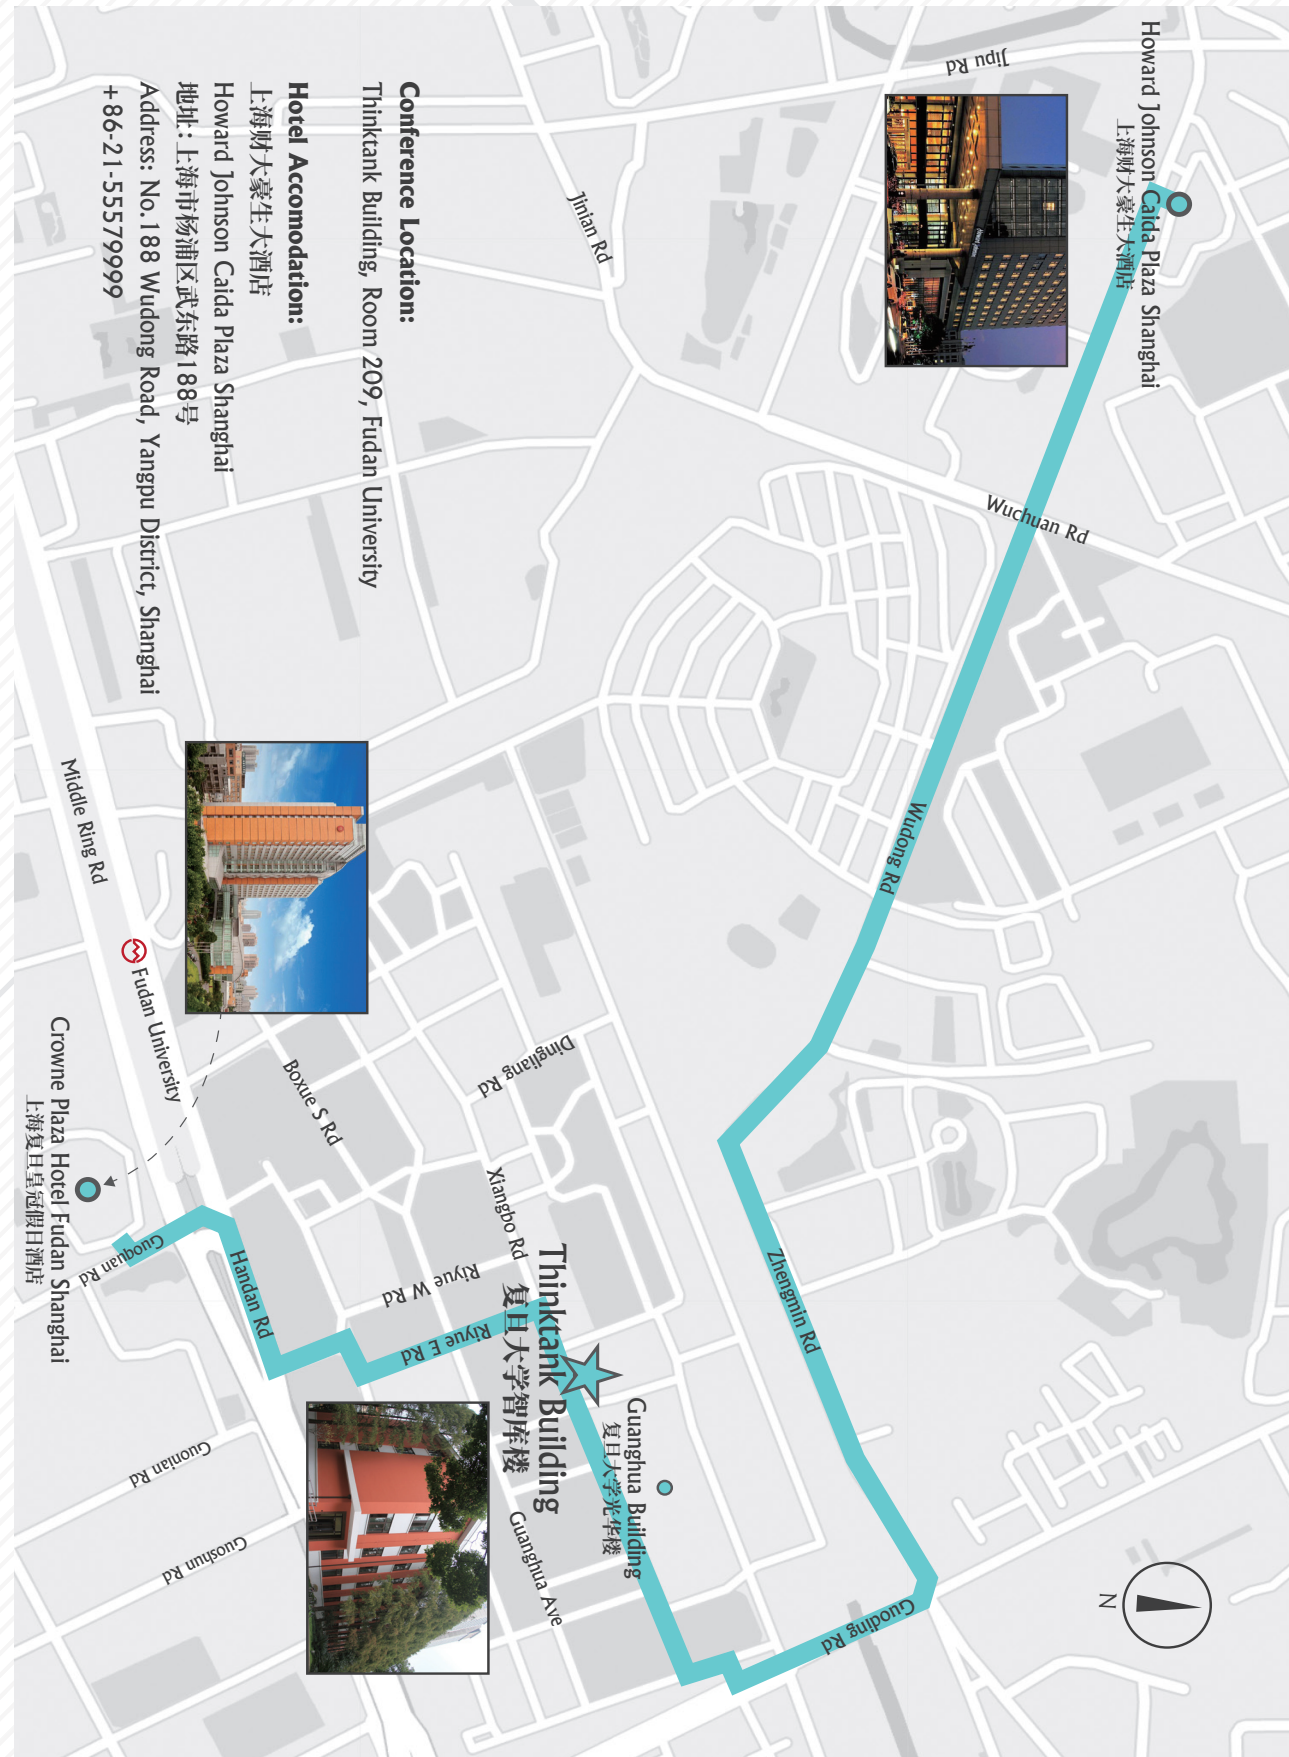 Conference Location:
Thinktank Building, Room 209, Fudan University
Hotel Accomodation:
上海财大豪生大酒店
Howard Johnson Caida Plaza Shanghai
地址：上海市杨浦区武东路188号
Address: No.188 Wudong Road, Yangpu District, Shanghai
+86-21-55579999
Howard Johnson Caida Plaza Shanghai
上海财大豪生大酒店
Jipu Rd
Jinian Rd
Wuchuan Rd
Wudong Rd
Zhengmin Rd
Guoding Rd
N
Guanghua Building
复旦大学光华楼
Thinktank Building
复旦大学智库楼
Dingliang Rd
Xiangbo Rd
Boxue S Rd
Riyue W Rd
Riyue E Rd
Guanghua Ave
Handan Rd
Guonian Rd
Guoshun Rd
Middle Ring Rd
Fudan University
Guoquan Rd
Crowne Plaza Hotel Fudan Shanghai
上海复旦皇冠假日酒店